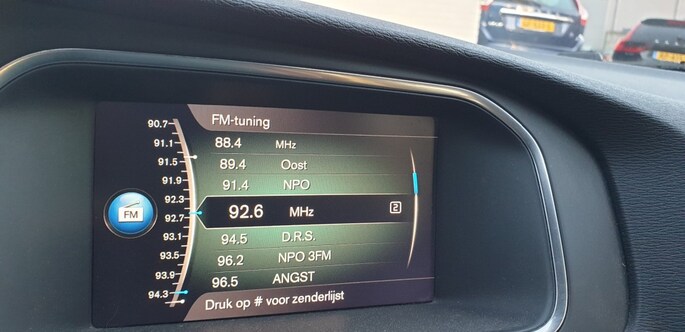 FM-tuning
90.7
91.1
91.5
91.9
92.3
92.7
93.1
93.5
93.9
94.3
FM
88.4 MHz
89.4 Oost
91.4 NPO
92.6 MHz 2
94.5 D.R.S.
96.2 NPO 3FM
96.5 ANGST
Druk op # voor zenderlijst